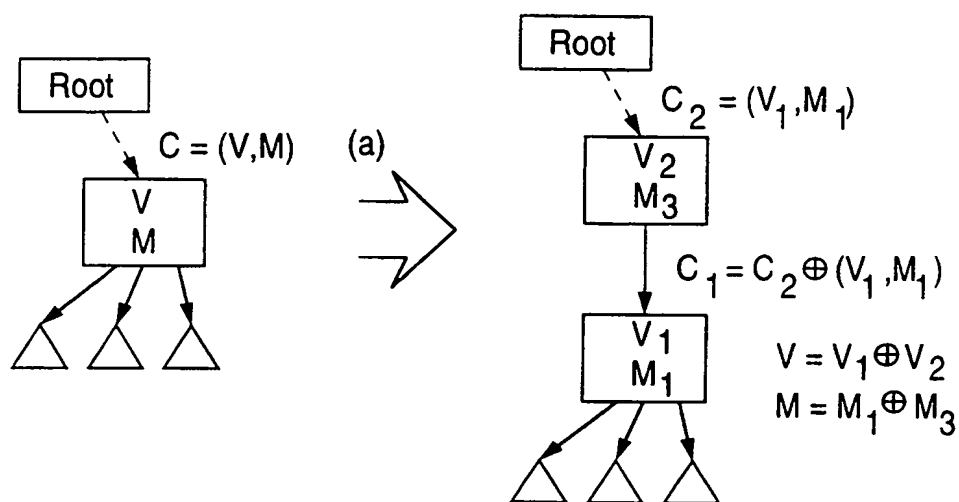 Root
C = (V,M)
V
M
(a)
Root
C₂ = (V₁,M₁)
V₂
M₃
C₁ = C₂ ⊕ (V₁,M₁)
V₁
M₁
V = V₁ ⊕ V₂
M = M₁ ⊕ M₃